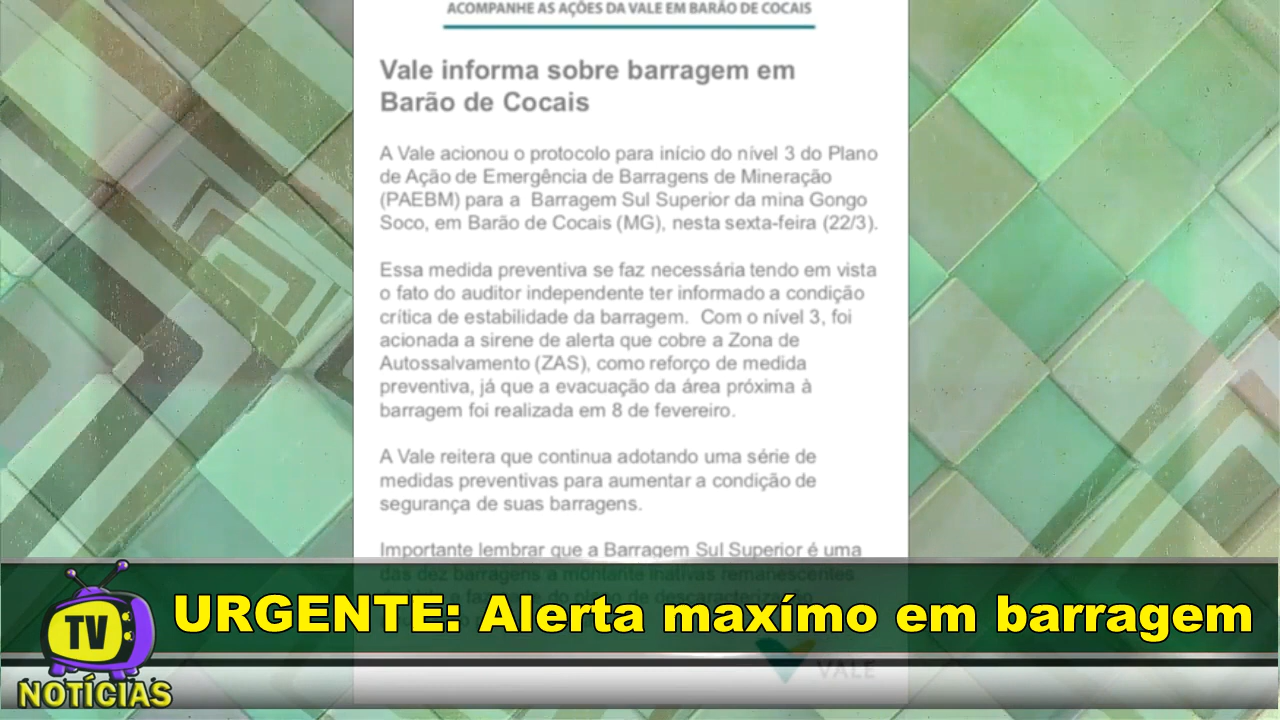 ACOMPANHE AS AÇÕES DA VALE EM BARÃO DE COCAIS
Vale informa sobre barragem em
Barão de Cocais
A Vale acionou o protocolo para início do nível 3 do Plano
de Ação de Emergência de Barragens de Mineração
(PAEBM) para a Barragem Sul Superior da mina Gongo
Soco, em Barão de Cocais (MG), nesta sexta-feira (22/3).
Essa medida preventiva se faz necessária tendo em vista
o fato do auditor independente ter informado a condição
crítica de estabilidade da barragem. Com o nível 3, foi
acionada a sirene de alerta que cobre a Zona de
Autossalvamento (ZAS), como reforço de medida
preventiva, já que a evacuação da área próxima à
barragem foi realizada em 8 de fevereiro.
A Vale reitera que continua adotando uma série de
medidas preventivas para aumentar a condição de
segurança de suas barragens.
Importante lembrar que a Barragem Sul Superior é uma
das dez barragens a montante inativas remanescentes
do plano de descaracterização
URGENTE: Alerta maxímo em barragem
TV
NOTÍCIAS
VALE